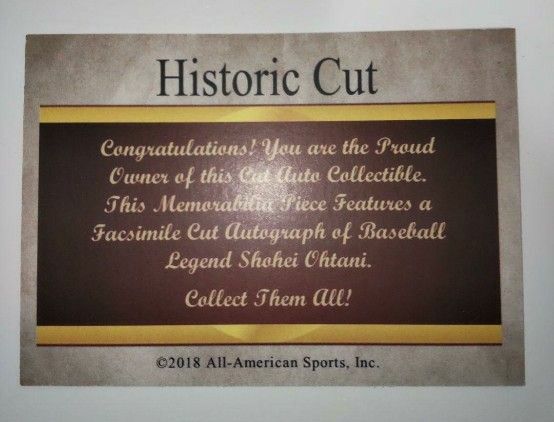 Historic Cut
Congratulations! You are the Proud
Owner of this Cut Auto Collectible.
This Memorabilia Piece Features a
Facsimile Cut Autograph of Baseball
Legend Shohei Ohtani.
Collect Them All!
©2018 All-American Sports, Inc.